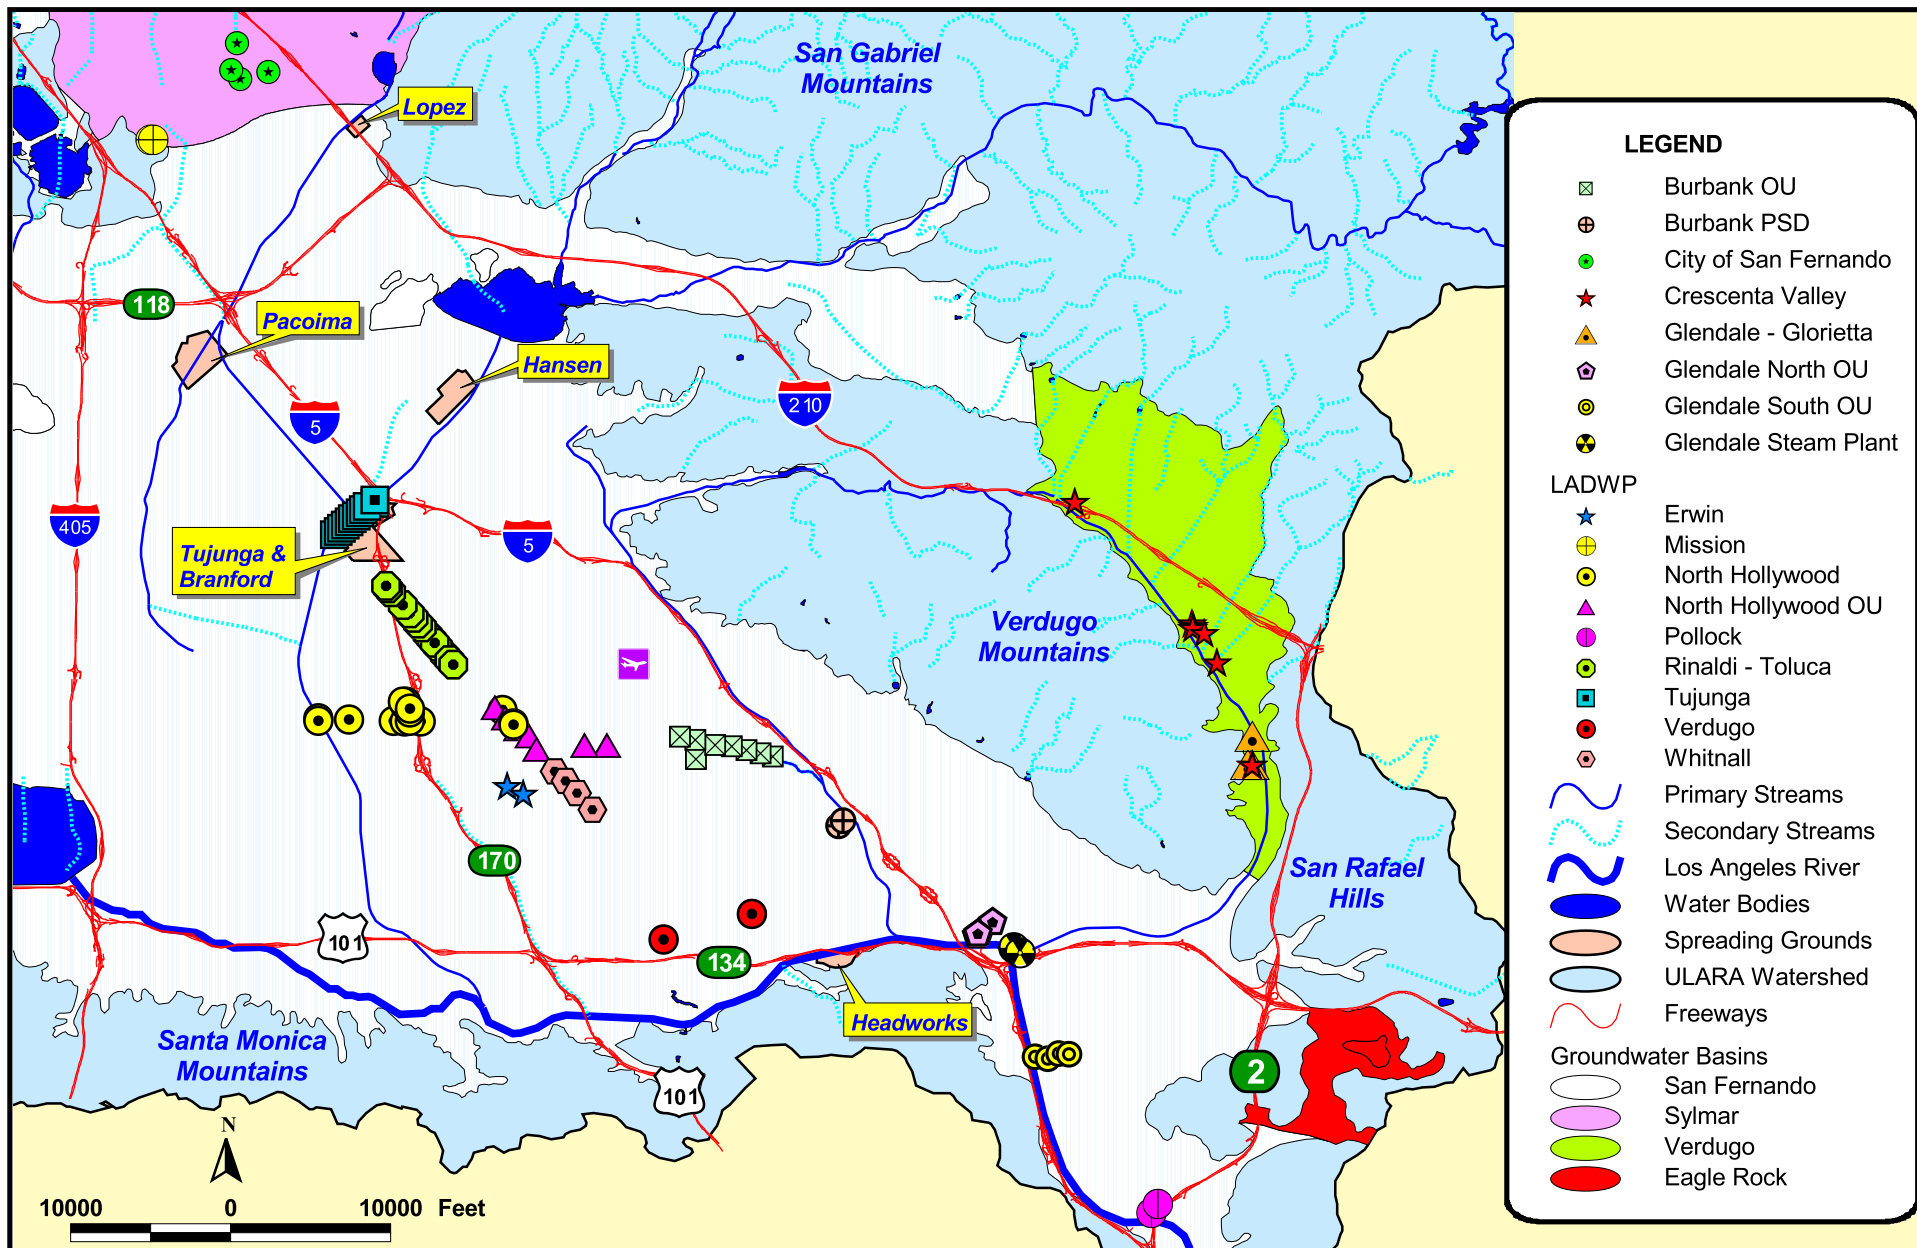 San Gabriel
Mountains
Lopez
118
Pacoima
Hansen
5
210
405
5
Tujunga &
Branford
Verdugo
Mountains
170
San Rafael
Hills
101
134
Headworks
Santa Monica
Mountains
101
2
N
10000 0 10000 Feet
LEGEND
Burbank OU
Burbank PSD
City of San Fernando
Crescenta Valley
Glendale - Glorietta
Glendale North OU
Glendale South OU
Glendale Steam Plant
LADWP
Erwin
Mission
North Hollywood
North Hollywood OU
Pollock
Rinaldi - Toluca
Tujunga
Verdugo
Whitnall
Primary Streams
Secondary Streams
Los Angeles River
Water Bodies
Spreading Grounds
ULARA Watershed
Freeways
Groundwater Basins
San Fernando
Sylmar
Verdugo
Eagle Rock